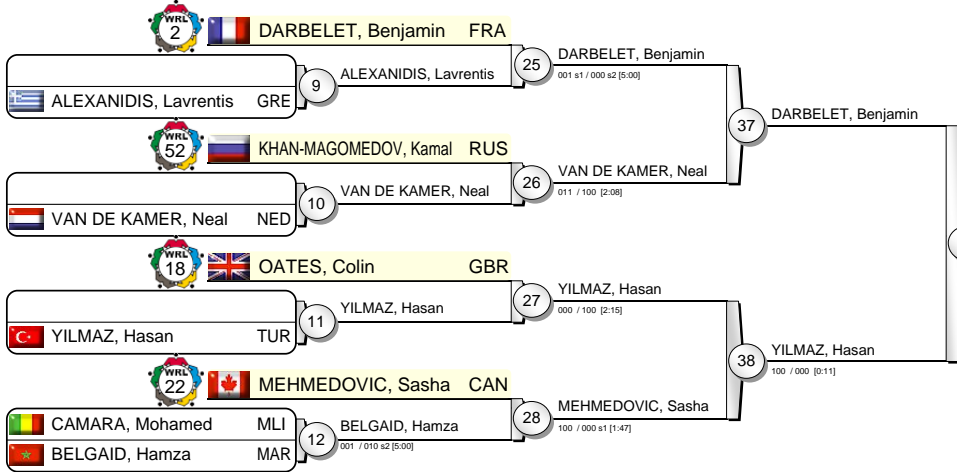 WRL
2
DARBELET, Benjamin FRA
ALEXANIDIS, Lavrentis GRE
9
ALEXANIDIS, Lavrentis
25
DARBELET, Benjamin
001 s1 / 000 s2 [5:00]
WRL
52
KHAN-MAGOMEDOV, Kamal RUS
VAN DE KAMER, Neal NED
10
VAN DE KAMER, Neal
26
VAN DE KAMER, Neal
011 / 100 [2:08]
37
DARBELET, Benjamin
WRL
18
OATES, Colin GBR
YILMAZ, Hasan TUR
11
YILMAZ, Hasan
27
YILMAZ, Hasan
000 / 100 [2:15]
WRL
22
MEHMEDOVIC, Sasha CAN
CAMARA, Mohamed MLI
BELGAID, Hamza MAR
12
BELGAID, Hamza
001 / 010 s2 [5:00]
28
MEHMEDOVIC, Sasha
100 / 000 s1 [1:47]
38
YILMAZ, Hasan
100 / 000 [0:11]